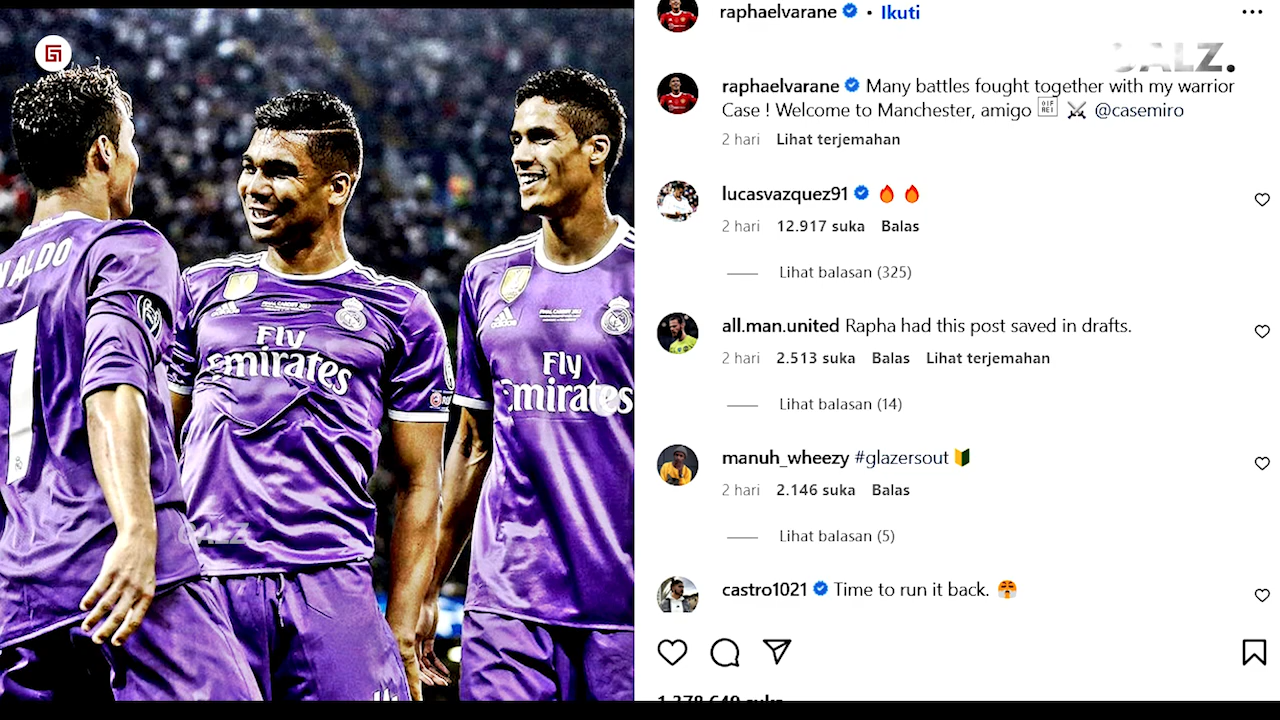 raphaelvarane • Ikuti
GALZ.
raphaelvarane Many battles fought together with my warrior
Case ! Welcome to Manchester, amigo @casemiro
2 hari Lihat terjemahan
lucasvazquez91
2 hari 12.917 suka Balas
Lihat balasan (325)
all.man.united Rapha had this post saved in drafts.
2 hari 2.513 suka Balas Lihat terjemahan
Lihat balasan (14)
manuh_wheezy #glazersout
2 hari 2.146 suka Balas
Lihat balasan (5)
castro1021 Time to run it back.
NALDO
7
Fly
Emirates
Fly
Emirates
GALZ